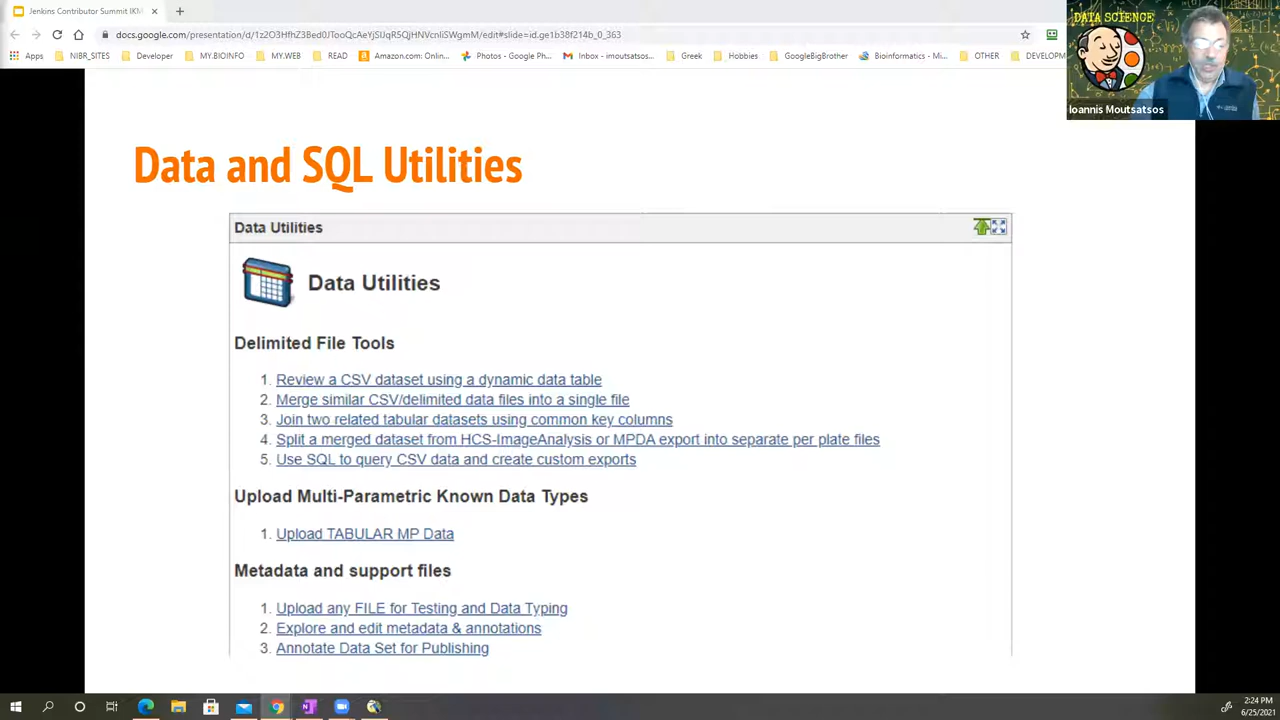 Jenkins Contributor Summit IKM
docs.google.com/presentation/d/1z2O3HfhZ3Bed0JTooQcAeYSlJqR5QHNVcnliSWgmM/edit#slide=id.ge1b38f214b_0_363
Apps NIBR_SITES Developer MY.BIOINFO MY.WEB READ Amazon.com: Onlin... Photos - Google Ph... Inbox - imoutsatsos... Greek Hobbies GoogleBigBrother Bioinformatics - Mi... OTHER DEVELOPM
DATA SCIENCE
Ioannis Moutsatsos
Data and SQL Utilities
Data Utilities
Data Utilities
Delimited File Tools
1. Review a CSV dataset using a dynamic data table
2. Merge similar CSV/delimited data files into a single file
3. Join two related tabular datasets using common key columns
4. Split a merged dataset from HCS-ImageAnalysis or MPDA export into separate per plate files
5. Use SQL to query CSV data and create custom exports
Upload Multi-Parametric Known Data Types
1. Upload TABULAR MP Data
Metadata and support files
1. Upload any FILE for Testing and Data Typing
2. Explore and edit metadata & annotations
3. Annotate Data Set for Publishing
2:24 PM
6/25/2021